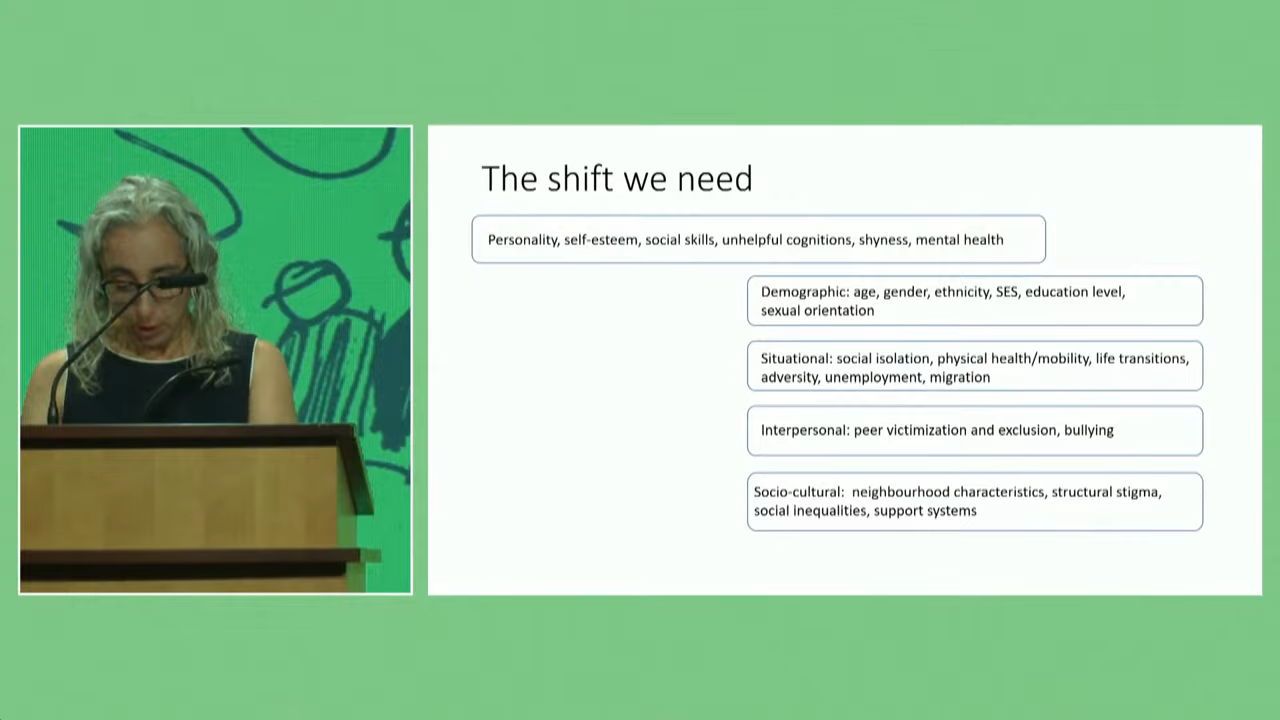 The shift we need
Personality, self-esteem, social skills, unhelpful cognitions, shyness, mental health
Demographic: age, gender, ethnicity, SES, education level,
sexual orientation
Situational: social isolation, physical health/mobility, life transitions,
adversity, unemployment, migration
Interpersonal: peer victimization and exclusion, bullying
Socio-cultural:  neighbourhood characteristics, structural stigma,
social inequalities, support systems